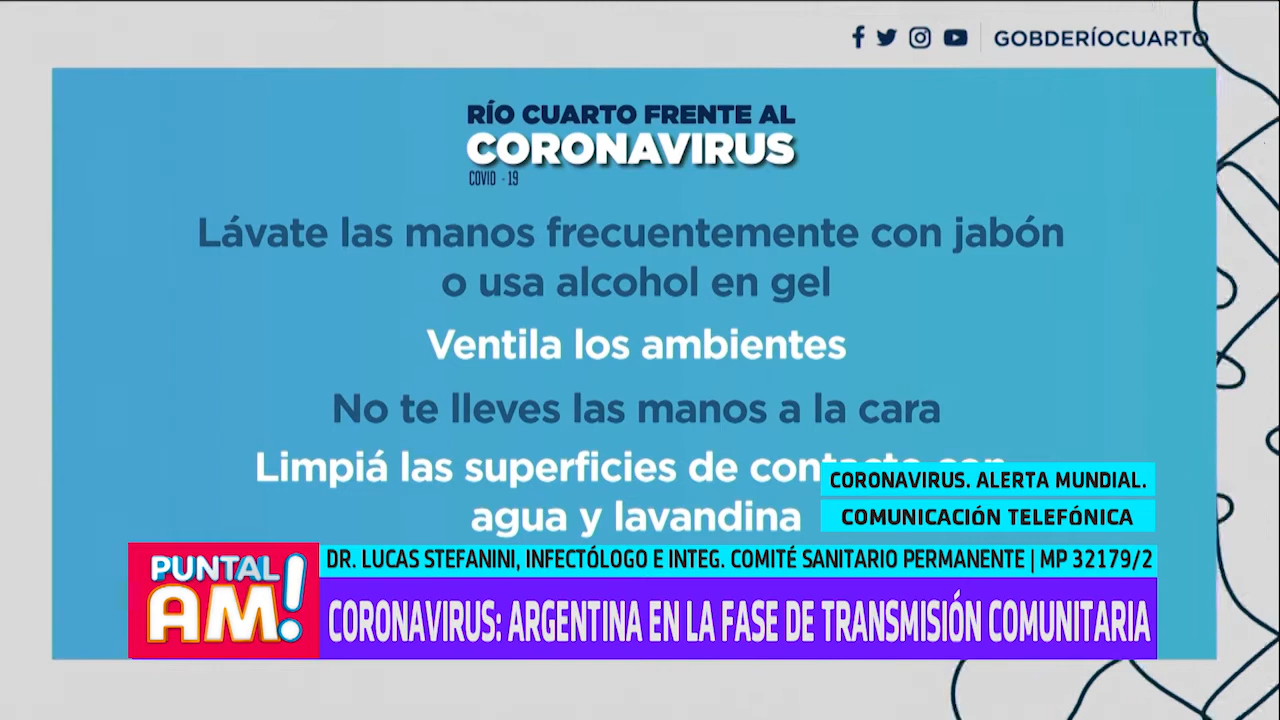 GOBDERÍOCUARTO
RÍO CUARTO FRENTE AL
CORONAVIRUS
COVID - 19
Lávate las manos frecuentemente con jabón
o usa alcohol en gel
Ventila los ambientes
No te lleves las manos a la cara
Limpiá las superficies de contacto con
agua y lavandina
CORONAVIRUS. ALERTA MUNDIAL.
COMUNICACIÓN TELEFÓNICA
DR. LUCAS STEFANINI, INFECTÓLOGO E INTEG. COMITÉ SANITARIO PERMANENTE | MP 32179/2
PUNTAL
AM!
CORONAVIRUS: ARGENTINA EN LA FASE DE TRANSMISIÓN COMUNITARIA